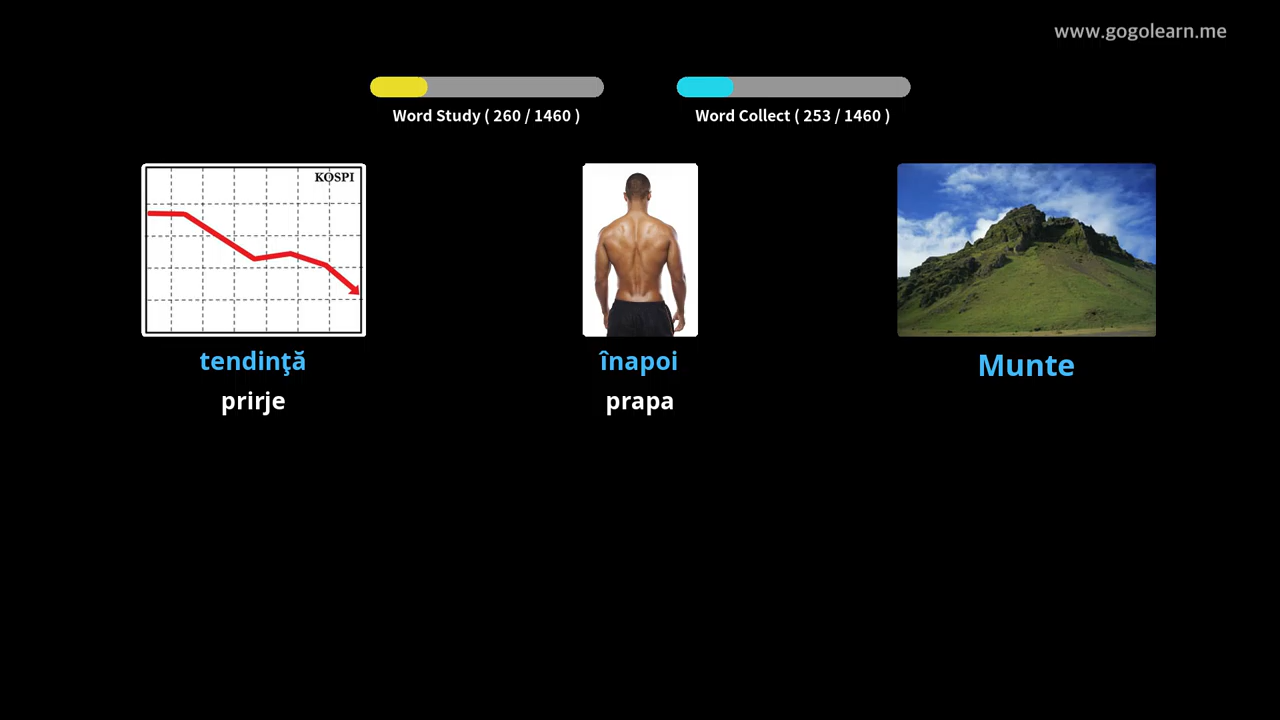 www.gogolearn.me
Word Study ( 260 / 1460 )
Word Collect ( 253 / 1460 )
KOSPI
tendinţă
înapoi
Munte
prirje
prapa